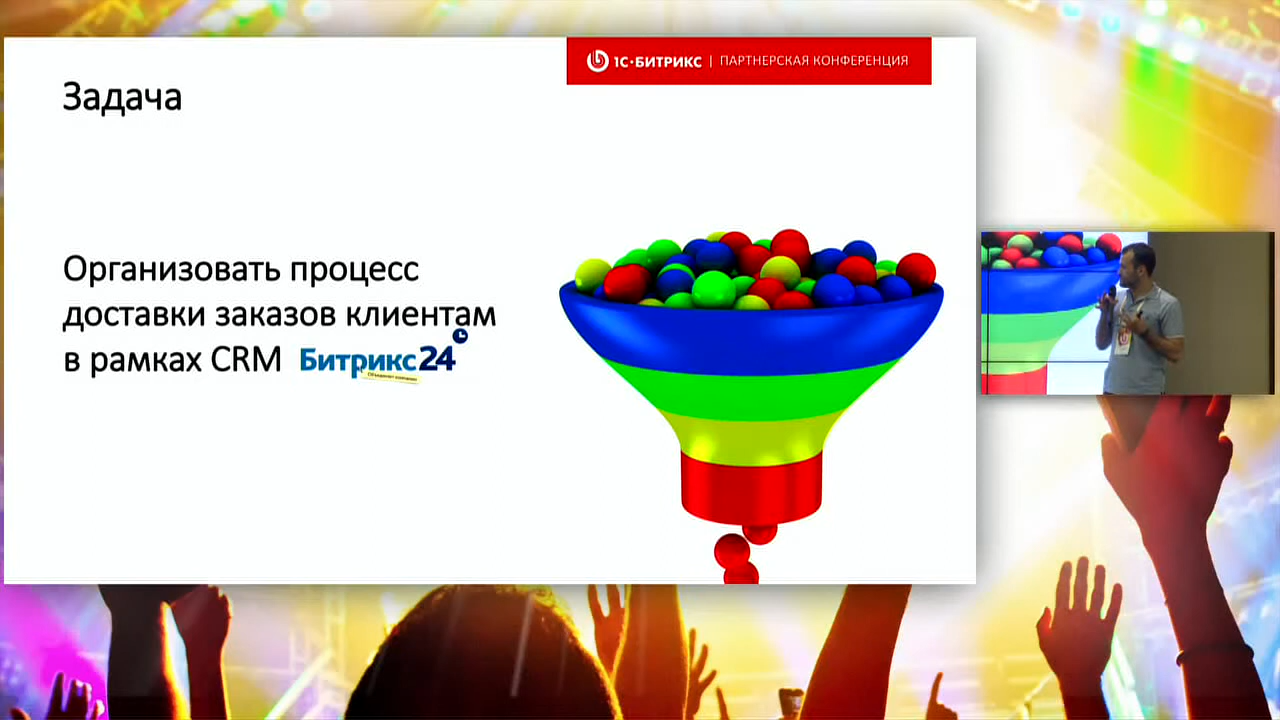 1С-БИТРИКС | ПАРТНЕРСКАЯ КОНФЕРЕНЦИЯ
Задача
Организовать процесс
доставки заказов клиентам
в рамках CRM Битрикс24